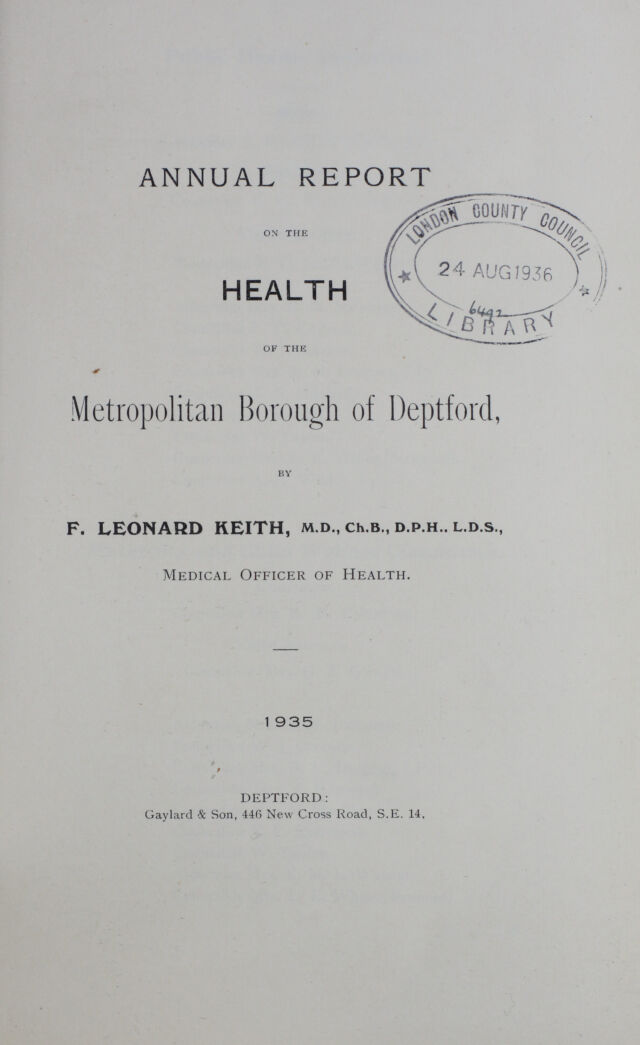 ANNUAL REPORT
ON THE
HEALTH
OF THE
Metropolitan Borough of Deptford,
BY
F. LEONARD KEITH, M.D., Ch.B., D.P.H.. L.D.S.,
MEDICAL OFFICER OF HEALTH.
1935
DEPTFORD:
Gaylard & Son, 446 New Cross Road, S.E. 14.
LONDON COUNTY COUNCIL
24 AUG 1936
LIBRARY